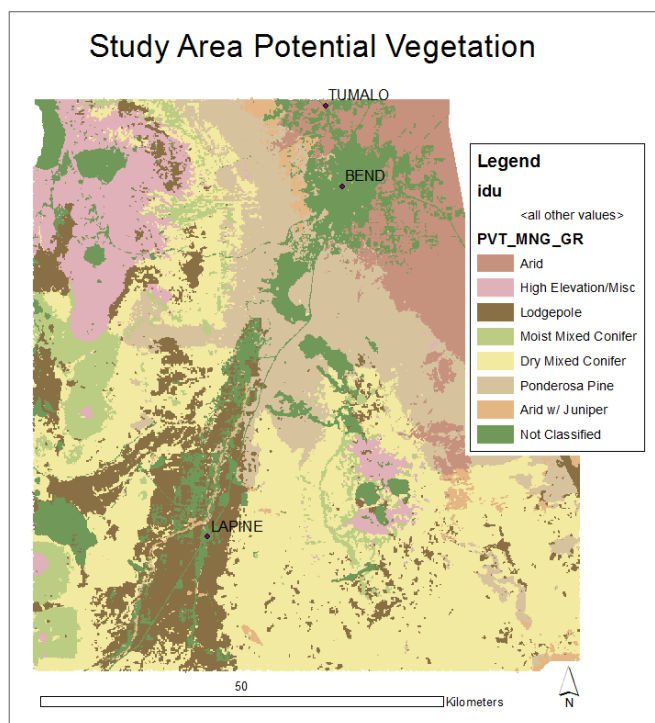 Study Area Potential Vegetation
TUMALO
BEND
LAPINE
Legend
idu
<all other values>
PVT_MNG_GR
Arid
High Elevation/Misc
Lodgepole
Moist Mixed Conifer
Dry Mixed Conifer
Ponderosa Pine
Arid w/ Juniper
Not Classified
50
Kilometers
N